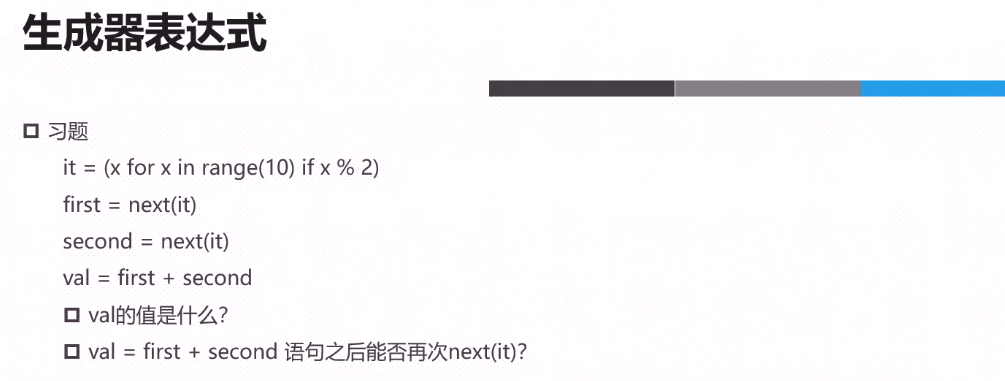 生成器表达式
习题
it = (x for x in range(10) if x % 2)
first = next(it)
second = next(it)
val = first + second
val的值是什么?
val = first + second 语句之后能否再次next(it)?